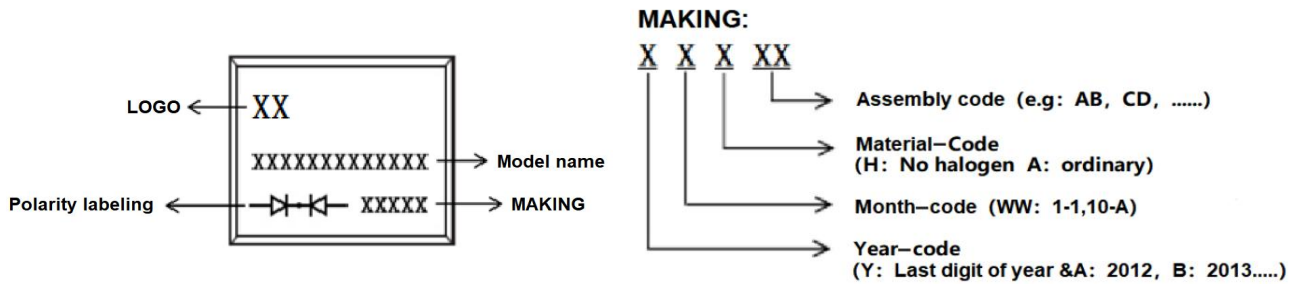 LOGO
XX
XXXXXXXXXXXXX
Model name
Polarity labeling
XXXXX
MAKING
MAKING:
X X X XX
Assembly code (e.g: AB, CD, ......)
Material–Code
(H: No halogen A: ordinary)
Month–code (WW: 1-1,10-A)
Year–code
(Y: Last digit of year &A: 2012, B: 2013.....)